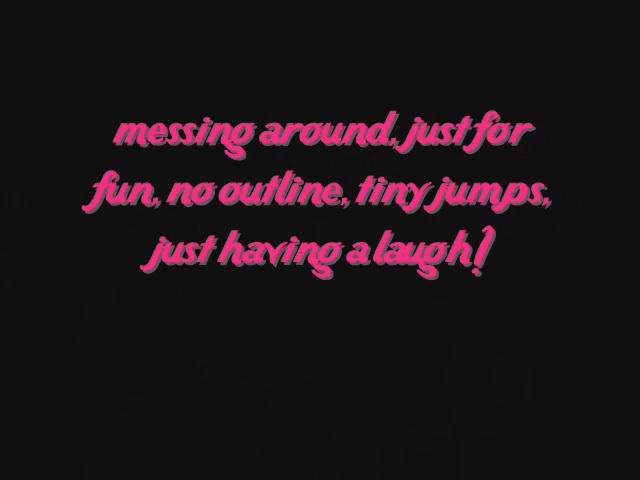 messing around, just for
fun, no outline, tiny jumps,
just having a laugh!